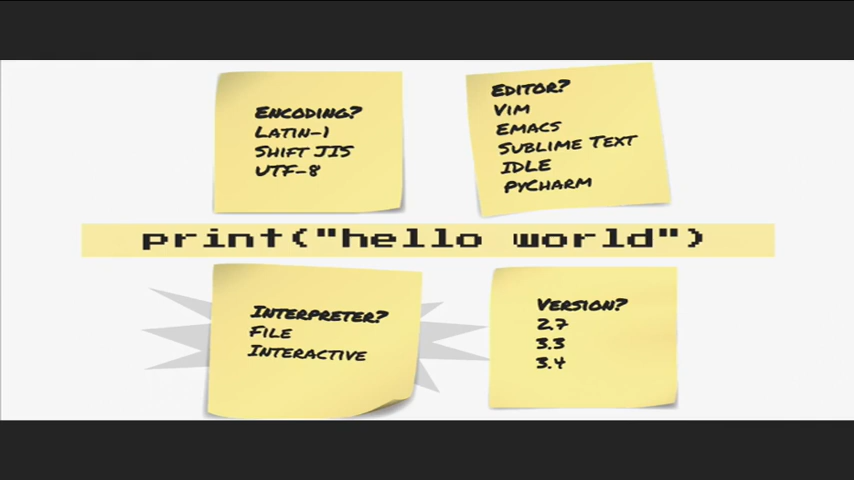 Encoding?
Latin-1
Shift JIS
UTF-8
Editor?
Vim
Emacs
Sublime Text
IDLE
PyCharm
print("hello world")
Interpreter?
File
Interactive
Version?
2.7
3.3
3.4